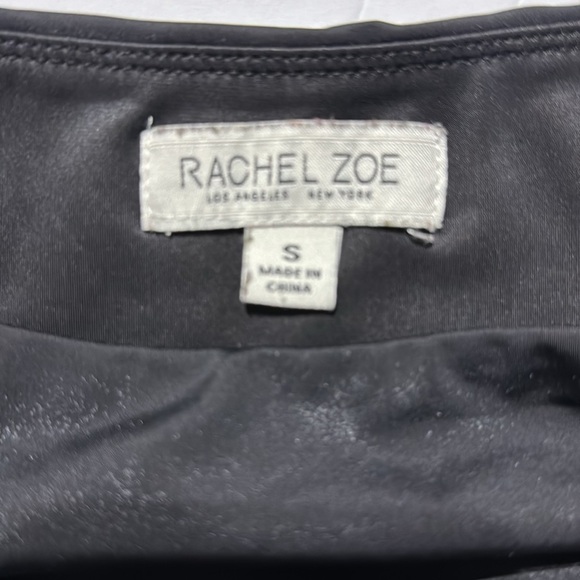 RACHEL ZOE
LOS ANGELES NEW YORK
S
MADE IN
CHINA